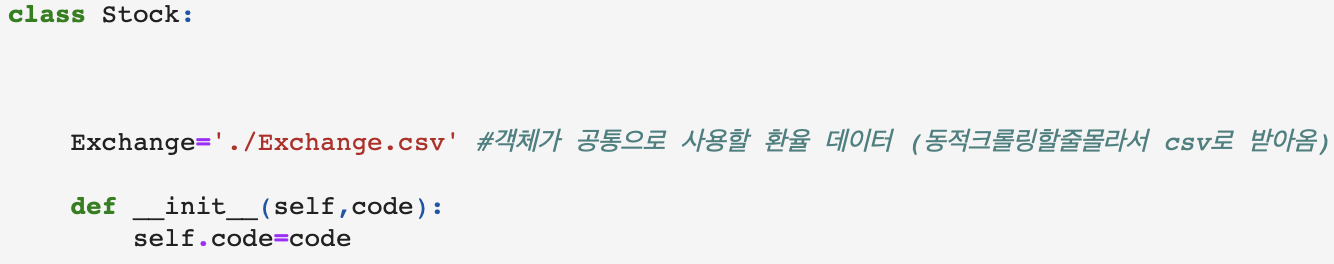 class Stock:
Exchange='./Exchange.csv' #객체가 공통으로 사용할 환율 데이터 (동적크롤링할줄몰라서 csv로 받아옴)
def __init__(self,code):
self.code=code